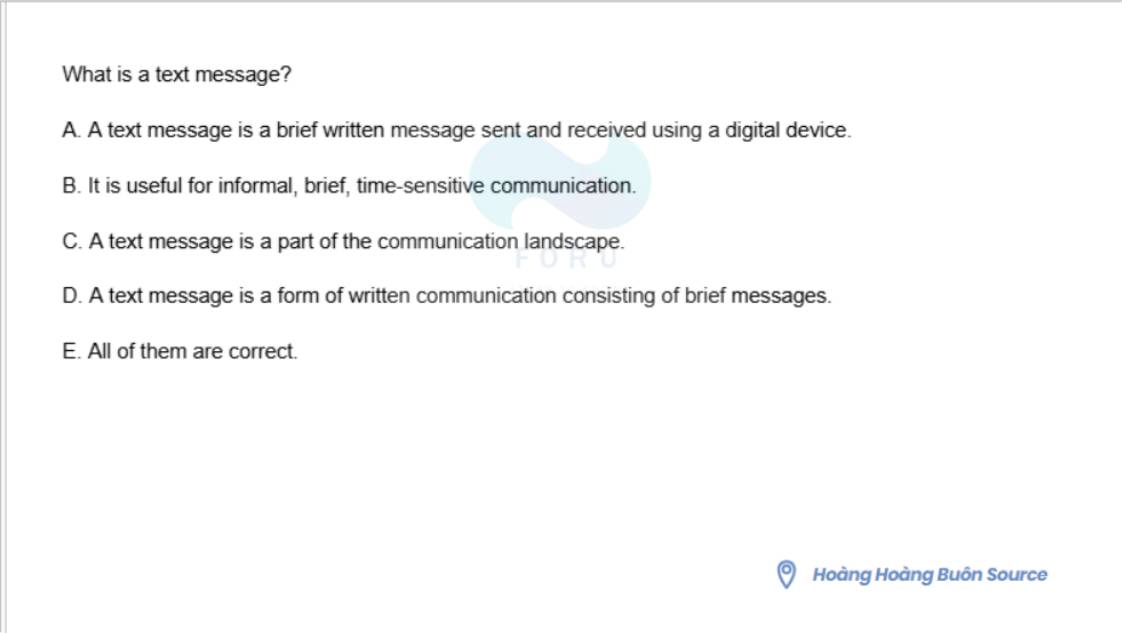 What is a text message?
A. A text message is a brief written message sent and received using a digital device.
B. It is useful for informal, brief, time-sensitive communication.
C. A text message is a part of the communication landscape.
FORU
D. A text message is a form of written communication consisting of brief messages.
E. All of them are correct.
Hoàng Hoàng Buôn Source